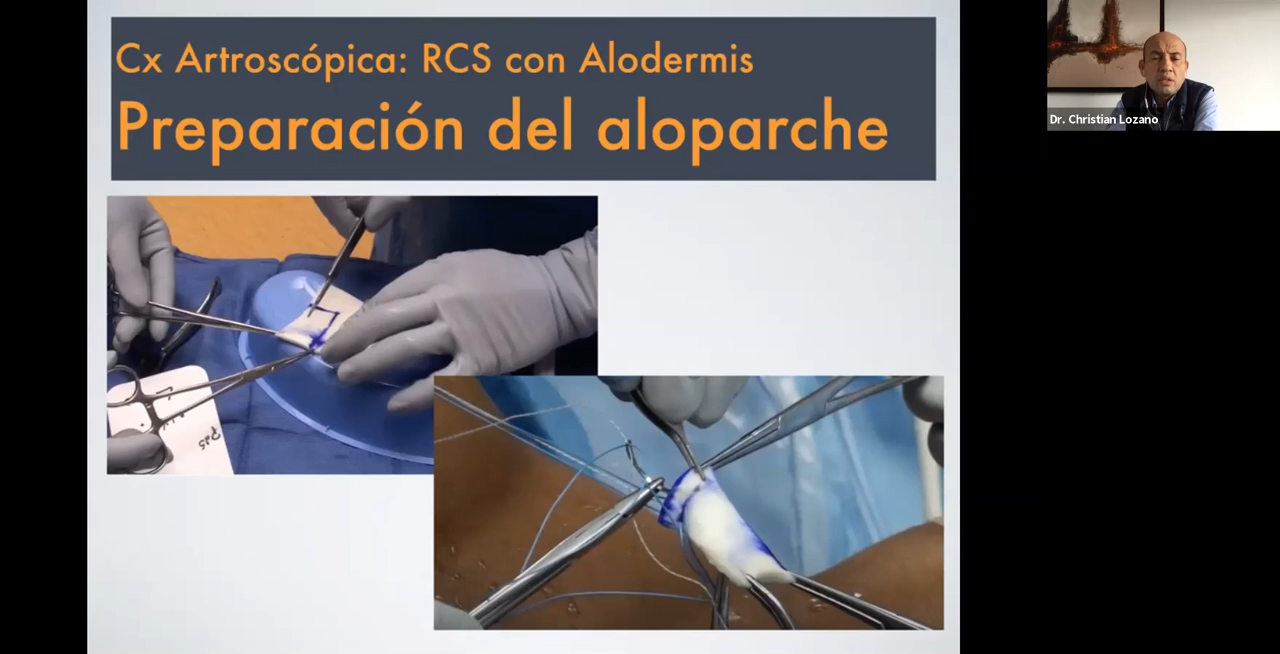 Cx Artroscópica: RCS con Alodermis
Preparación del aloparche
Dr. Christian Lozano